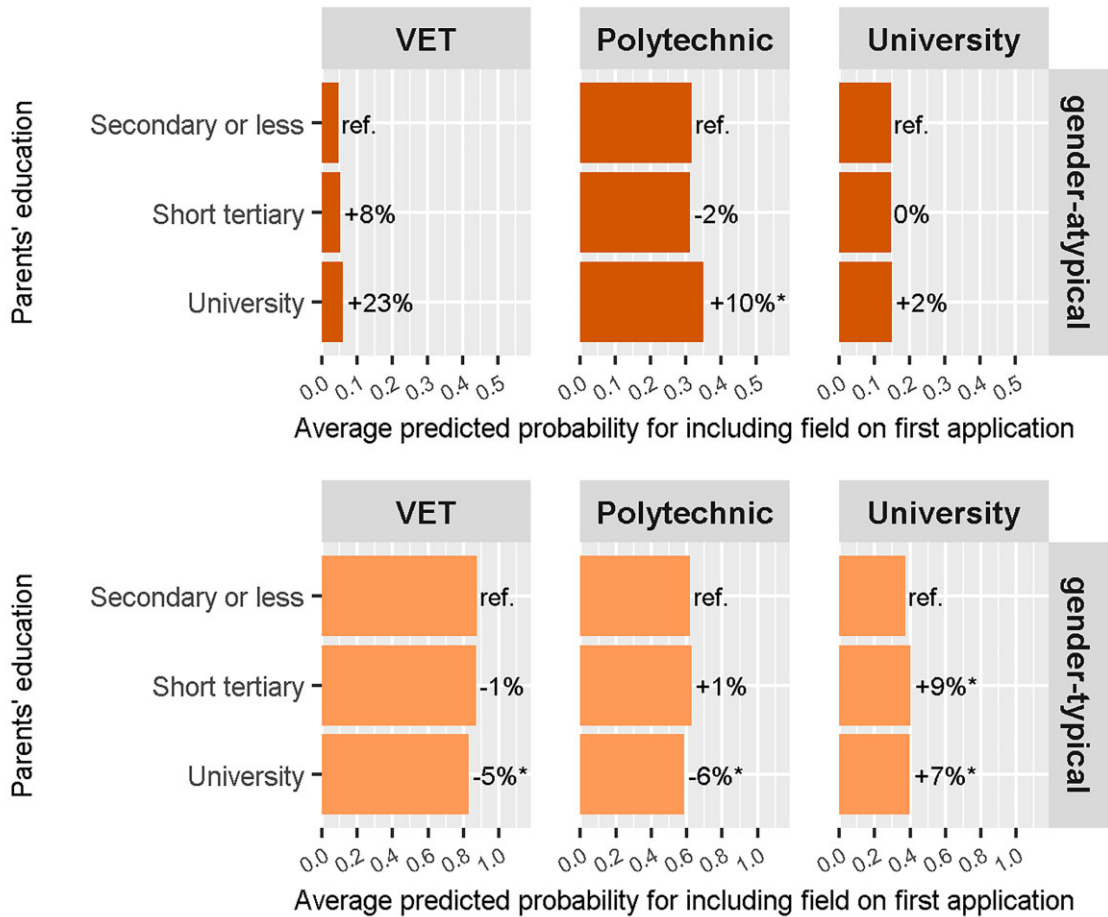 VET Polytechnic University
Parents' education
Secondary or less ref. ref. ref.
Short tertiary +8% -2% 0%
University +23% +10%* +2%
gender-atypical
0.0 0.1 0.2 0.3 0.4 0.5 0.0 0.1 0.2 0.3 0.4 0.5 0.0 0.1 0.2 0.3 0.4 0.5
Average predicted probability for including field on first application
VET Polytechnic University
Parents' education
Secondary or less ref. ref. ref.
Short tertiary -1% +1% +9%*
University -5%* -6%* +7%*
gender-typical
0.0 0.2 0.4 0.6 0.8 1.0 0.0 0.2 0.4 0.6 0.8 1.0 0.0 0.2 0.4 0.6 0.8 1.0
Average predicted probability for including field on first application